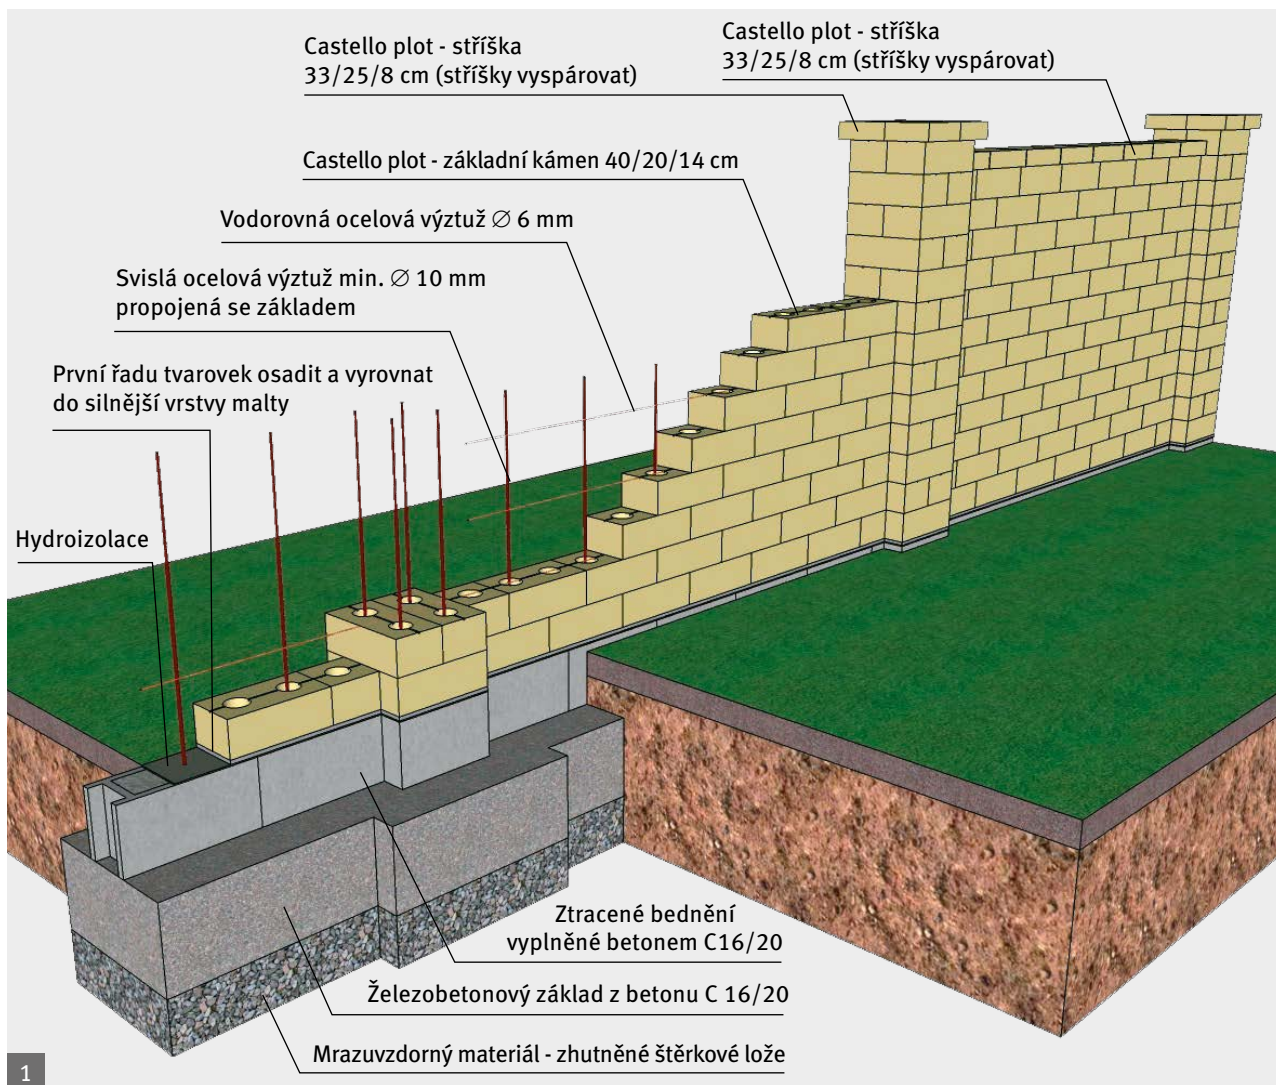 Castello plot - stříška
33/25/8 cm (stříšky vyspárovat)
Castello plot - stříška
33/25/8 cm (stříšky vyspárovat)
Castello plot - základní kámen 40/20/14 cm
Vodorovná ocelová výztuž ∅ 6 mm
Svislá ocelová výztuž min. ∅ 10 mm
propojená se základem
První řadu tvarovek osadit a vyrovnat
do silnější vrstvy malty
Hydroizolace
Ztracené bednění
vyplněné betonem C16/20
Železobetonový základ z betonu C 16/20
Mrazuvzdorný materiál - zhutněné štěrkové lože
1